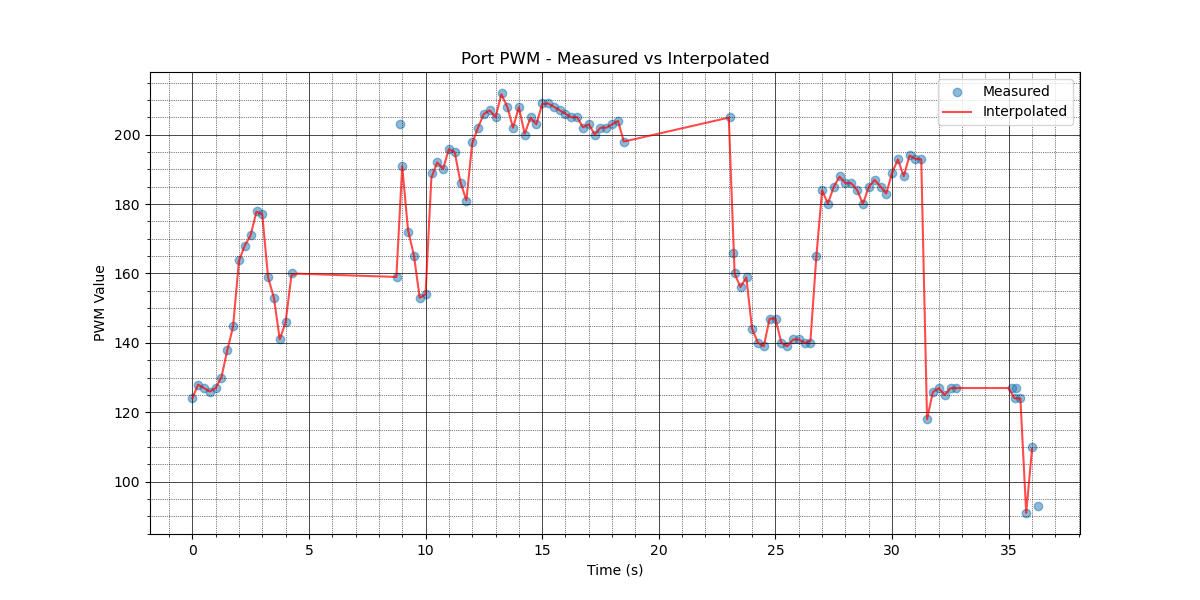 Port PWM - Measured vs Interpolated
Measured
Interpolated
PWM Value
200
180
160
140
120
100
0 5 10 15 20 25 30 35
Time (s)